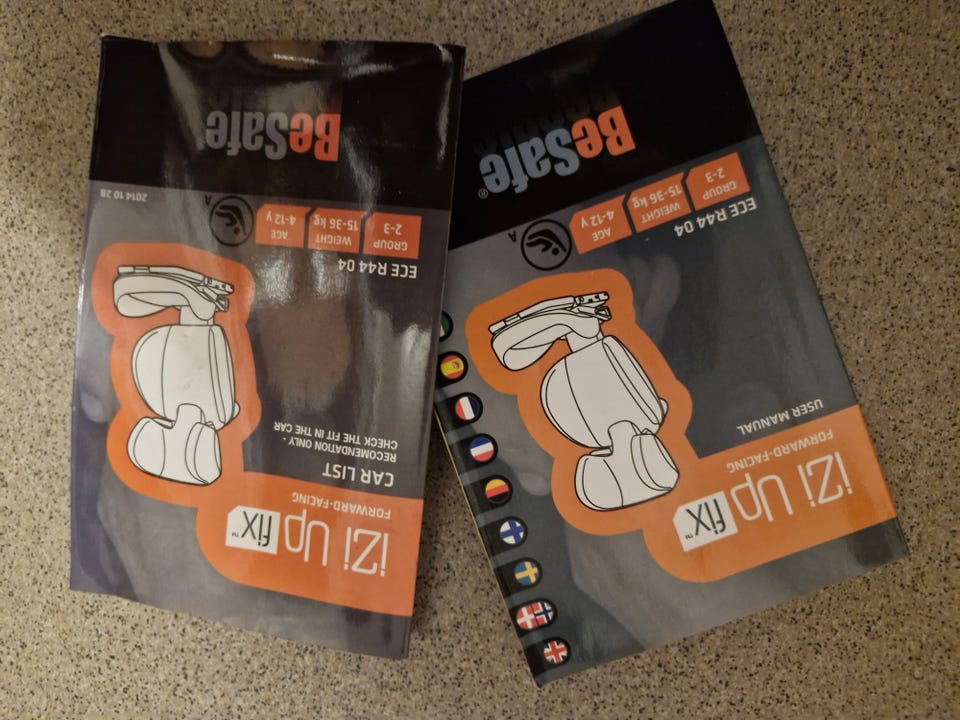 iZi Up fix™
FORWARD-FACING
CAR LIST
RECOMENDATION ONLY -
CHECK THE FIT IN THE CAR
ECE R44 04
GROUP
2-3
WEIGHT
15-36 kg
AGE
4-12 Y
A
2014 10 28
BeSafe
iZi Up fix™
FORWARD-FACING
USER MANUAL
ECE R44 04
GROUP
2-3
WEIGHT
15-36 kg
AGE
4-12 Y
A
BeSafe®